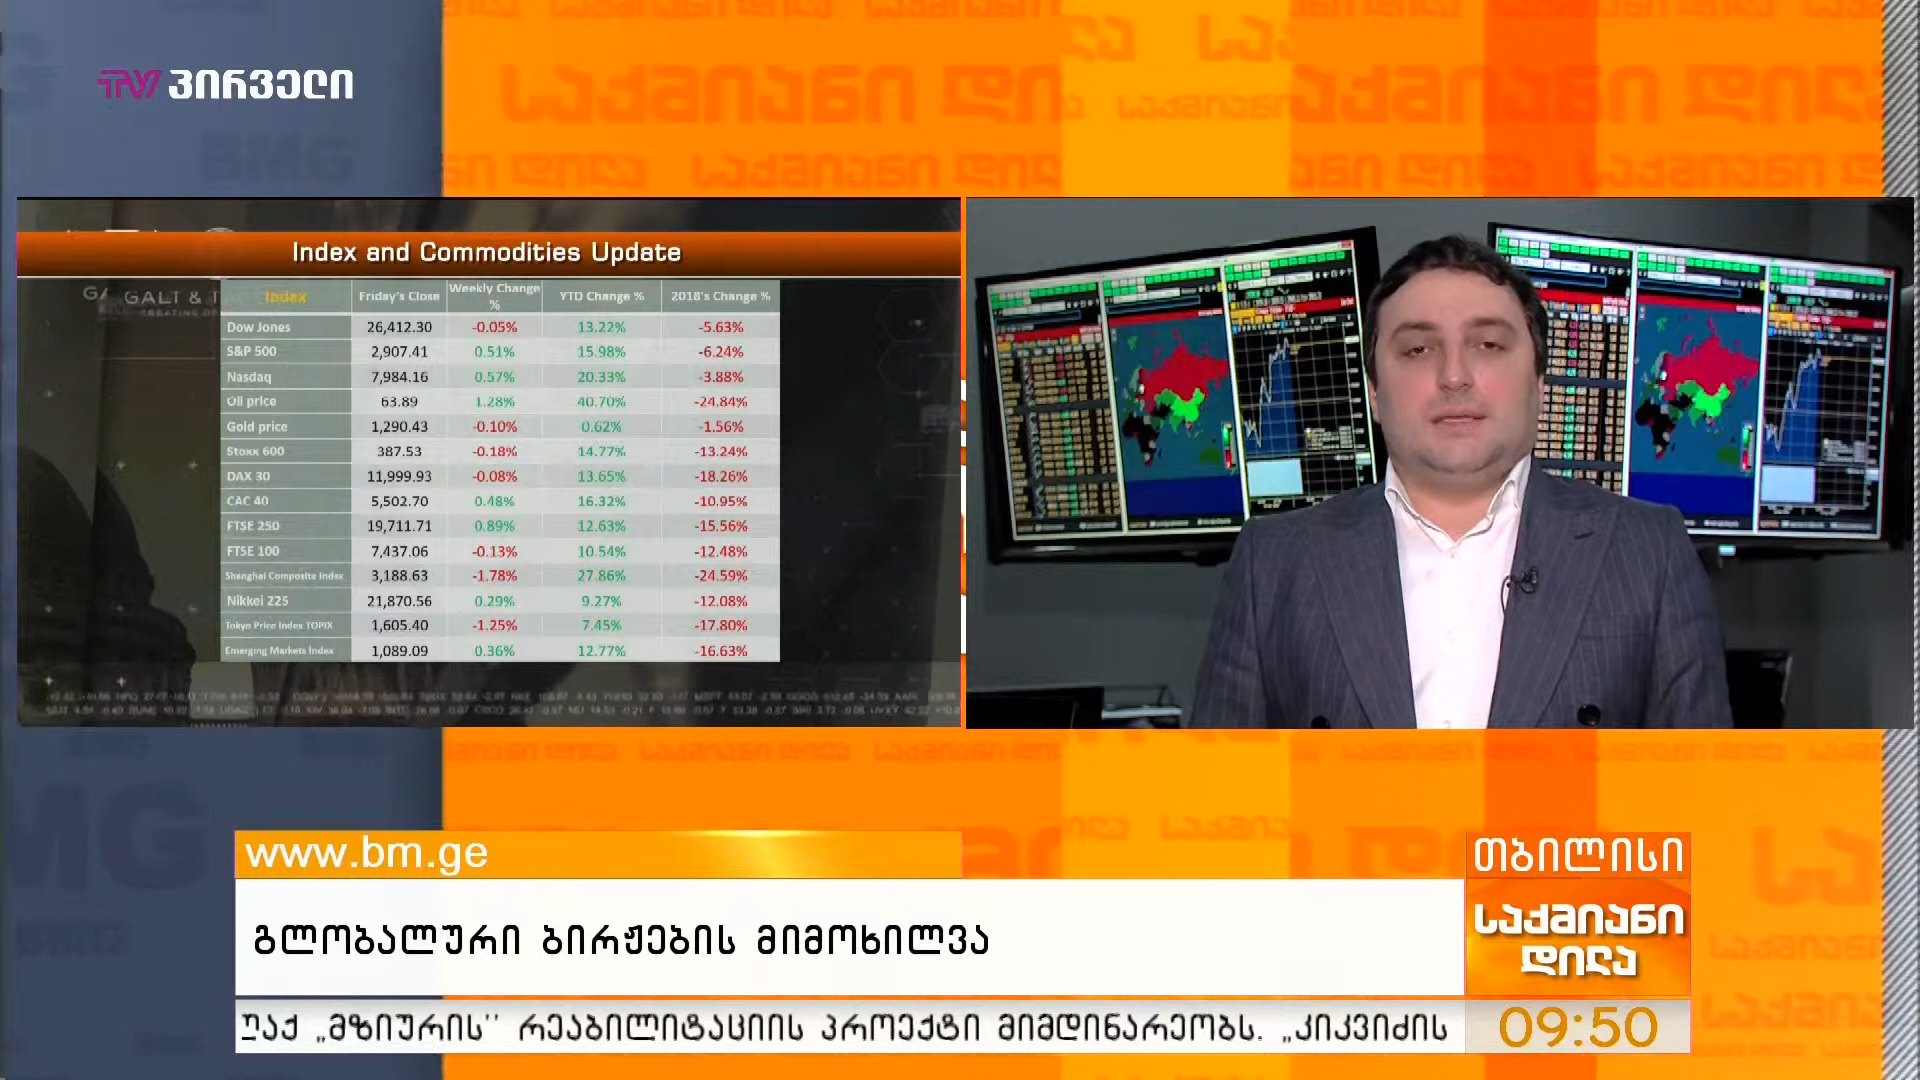 TV ᲞᲘᲠᲕᲔᲚᲘ
Index and Commodities Update
GALT & T
Index Friday's Close Weekly Change % YTD Change % 2018's Change %
Dow Jones 26,412.30 -0.05% 13.22% -5.63%
S&P 500 2,907.41 0.51% 15.98% -6.24%
Nasdaq 7,984.16 0.57% 20.33% -3.88%
Oil price 63.89 1.28% 40.70% -24.84%
Gold price 1,290.43 -0.10% 0.62% -1.56%
Stoxx 600 387.53 -0.18% 14.77% -13.24%
DAX 30 11,999.93 -0.08% 13.65% -18.26%
CAC 40 5,502.70 0.48% 16.32% -10.95%
FTSE 250 19,711.71 0.89% 12.63% -15.56%
FTSE 100 7,437.06 -0.13% 10.54% -12.48%
Shanghai Composite Index 3,188.63 -1.78% 27.86% -24.59%
Nikkei 225 21,870.56 0.29% 9.27% -12.08%
Tokyo Price Index TOPIX 1,605.40 -1.25% 7.45% -17.80%
Emerging Markets Index 1,089.09 0.36% 12.77% -16.63%
www.bm.ge
გლობალური ბირჟების მიმოხილვა
თბილისი
საქმიანი
დილა
ღაქ „მზიურის'' რეაბილიტაციის პროექტი მიმდინარეობს. „კიკვიძის
09:50